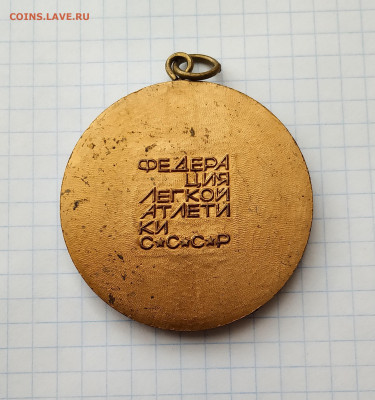 COINS.LAVE.RU
ФЕДЕРА
ЦИЯ
ЛЕГКОЙ
АТЛЕТИ
КИ
С★С★С★Р